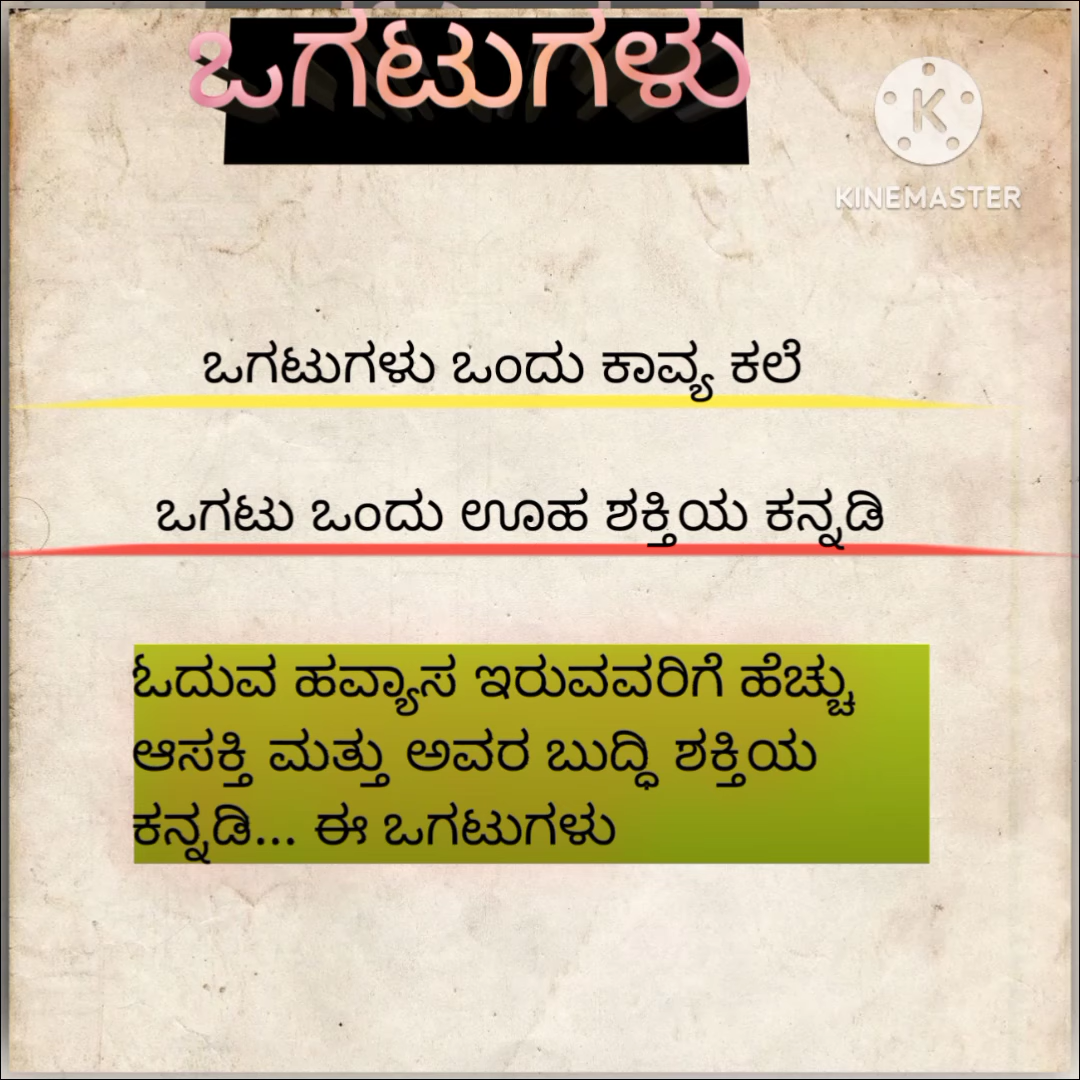 ಒಗಟುಗಳು
KINEMASTER
ಒಗಟುಗಳು ಒಂದು ಕಾವ್ಯ ಕಲೆ
ಒಗಟು ಒಂದು ಊಹ ಶಕ್ತಿಯ ಕನ್ನಡಿ
ಓದುವ ಹವ್ಯಾಸ ಇರುವವರಿಗೆ ಹೆಚ್ಚು
ಆಸಕ್ತಿ ಮತ್ತು ಅವರ ಬುದ್ಧಿ ಶಕ್ತಿಯ
ಕನ್ನಡಿ... ಈ ಒಗಟುಗಳು